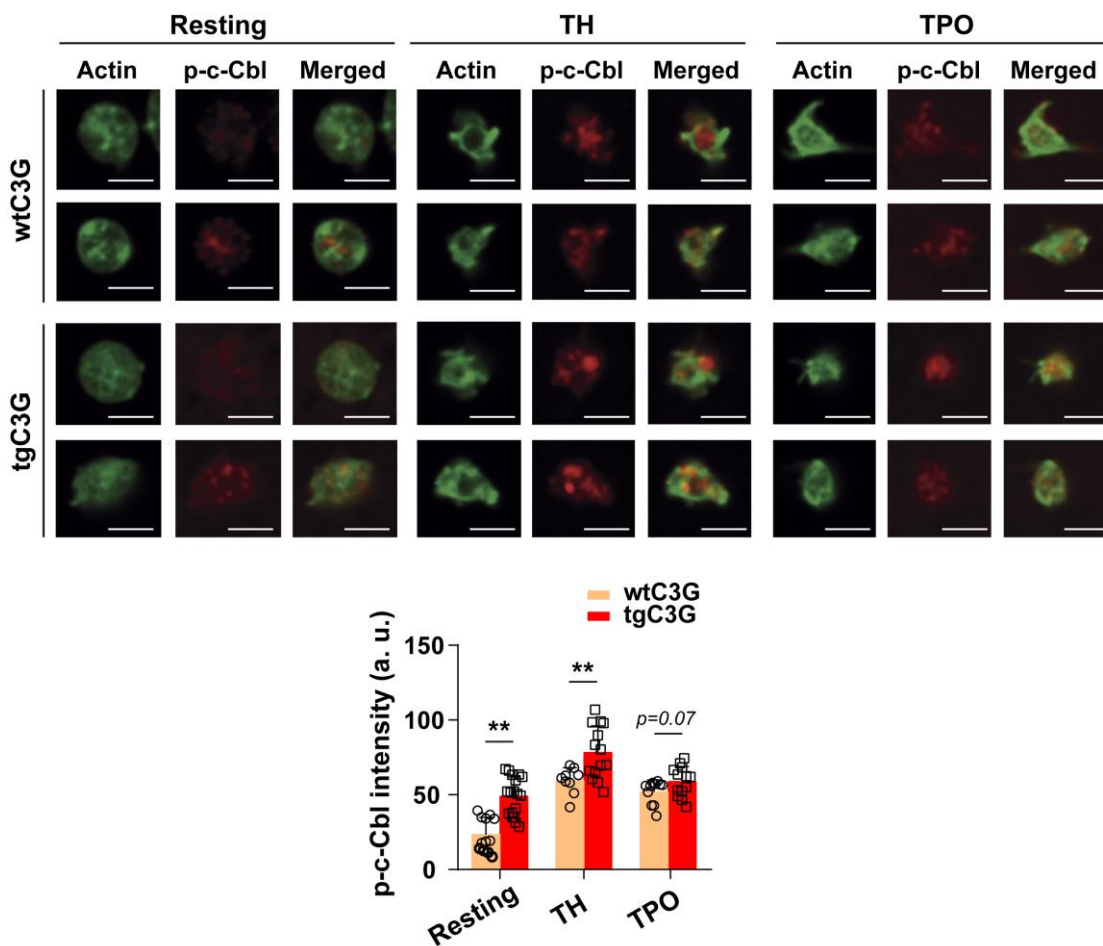 Resting TH TPO
Actin p-c-Cbl Merged Actin p-c-Cbl Merged Actin p-c-Cbl Merged
wtC3G
tgC3G
wtC3G
tgC3G
p-c-Cbl intensity (a. u.)
150
100
50
0
**
**
p=0.07
Resting TH TPO